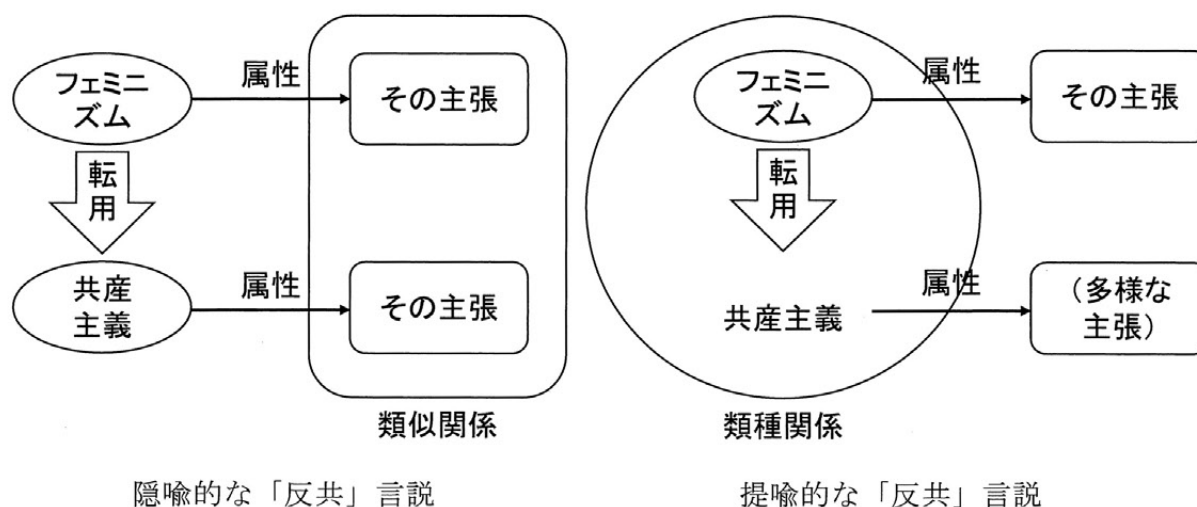 フェミニ
ズム
属性
その主張
転
用
共産
主義
属性
その主張
類似関係
隠喩的な「反共」言説
フェミニ
ズム
属性
その主張
転
用
共産主義
属性
（多様な
主張）
類種関係
提喩的な「反共」言説